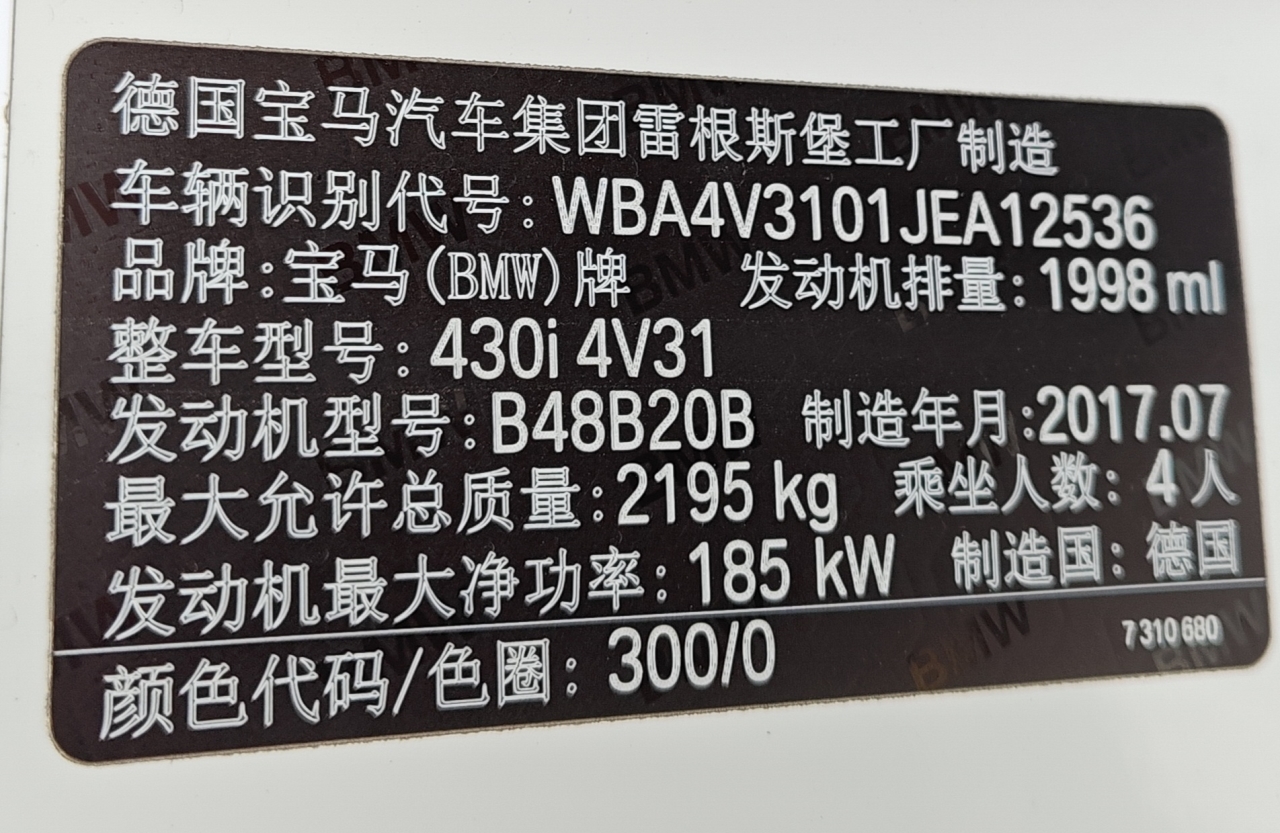 德国宝马汽车集团雷根斯堡工厂制造
车辆识别代号：WBA4V3101JEA12536
品牌：宝马(BMW)牌 发动机排量：1998 ml
整车型号：430i 4V31
发动机型号：B48B20B 制造年月：2017.07
最大允许总质量：2195 kg 乘坐人数：4人
发动机最大净功率：185 kW 制造国：德国
7 310 680
颜色代码/色圈：300/0